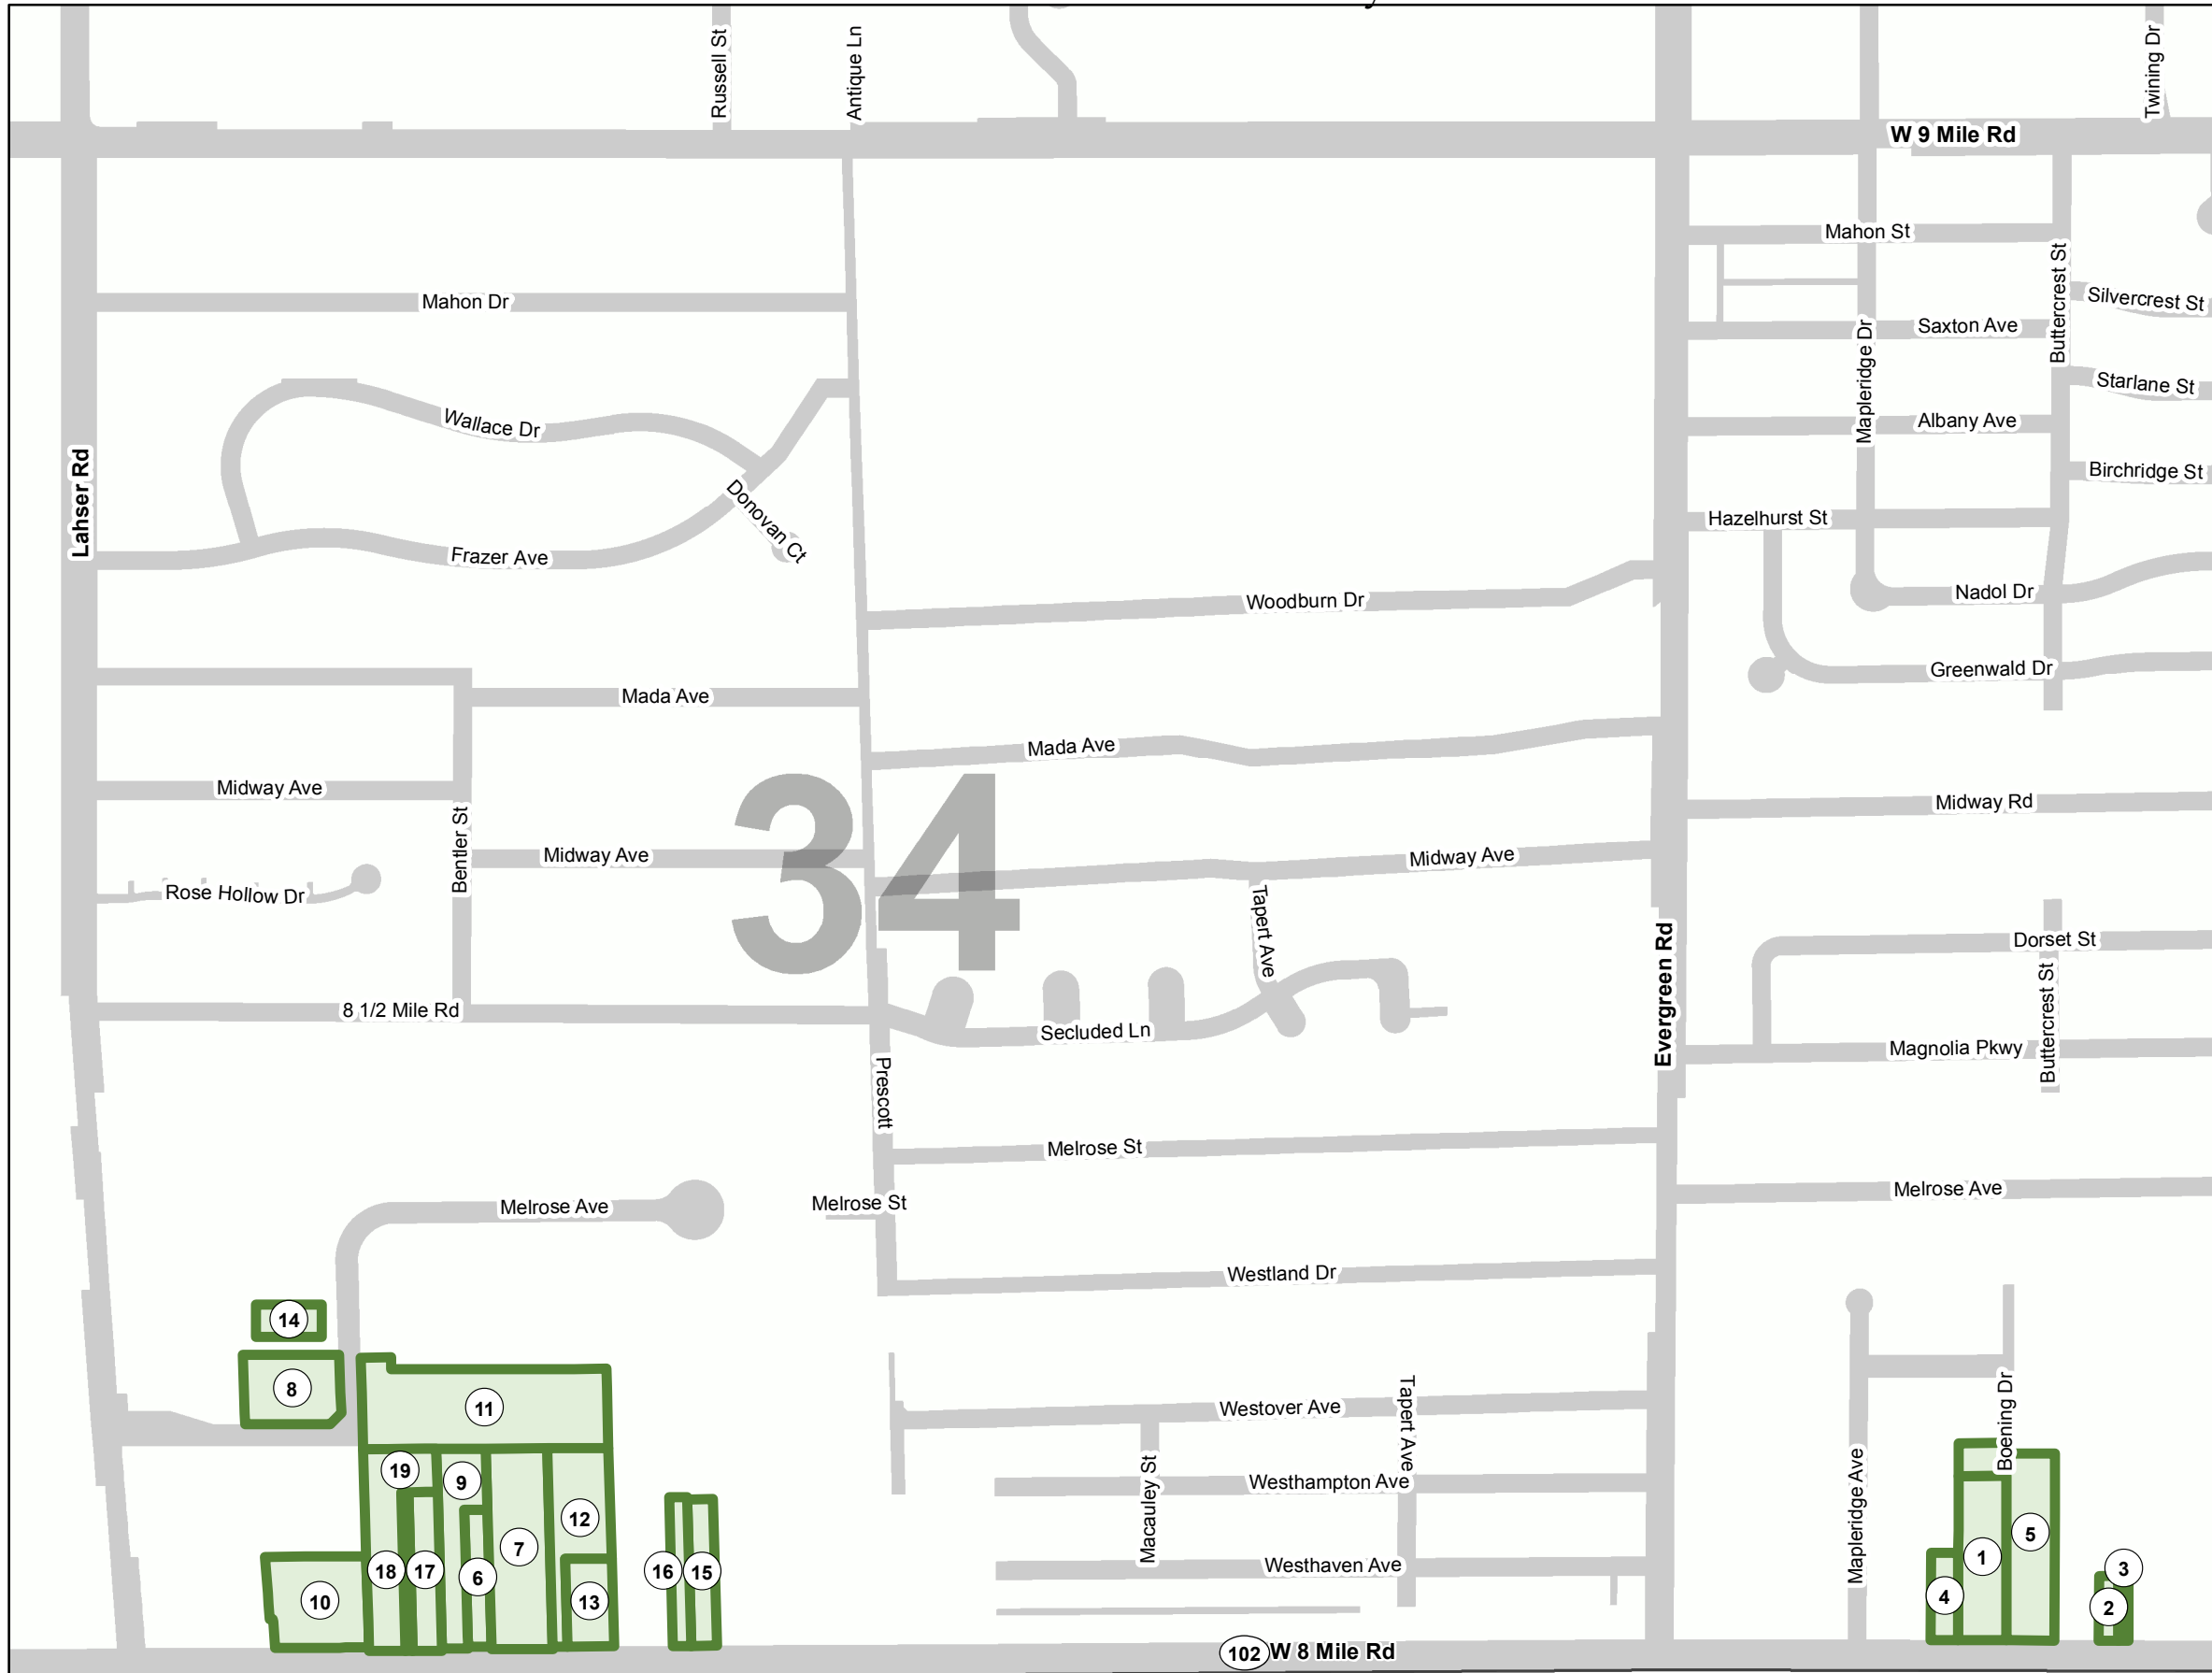 Russell St
Antique Ln
Twining Dr
W 9 Mile Rd
Mahon St
Mahon Dr
Buttercrest St
Silvercrest St
Saxton Ave
Mapleridge Dr
Starlane St
Wallace Dr
Albany Ave
Lahser Rd
Birchridge St
Donovan Ct
Hazelhurst St
Frazer Ave
Woodburn Dr
Nadol Dr
Greenwald Dr
Mada Ave
Mada Ave
Midway Ave
Midway Rd
34
Bentler St
Midway Ave
Midway Ave
Rose Hollow Dr
Tapert Ave
Evergreen Rd
Dorset St
8 1/2 Mile Rd
Secluded Ln
Buttercrest St
Magnolia Pkwy
Prescott
Melrose St
Melrose Ave
Melrose St
Melrose Ave
Westland Dr
14
8
11
Westover Ave
Tapert Ave
Boening Dr
19
9
Westhampton Ave
Macauley St
Mapleridge Ave
12
7
5
1
Westhaven Ave
3
18
17
6
16
15
10
13
4
2
102
W 8 Mile Rd